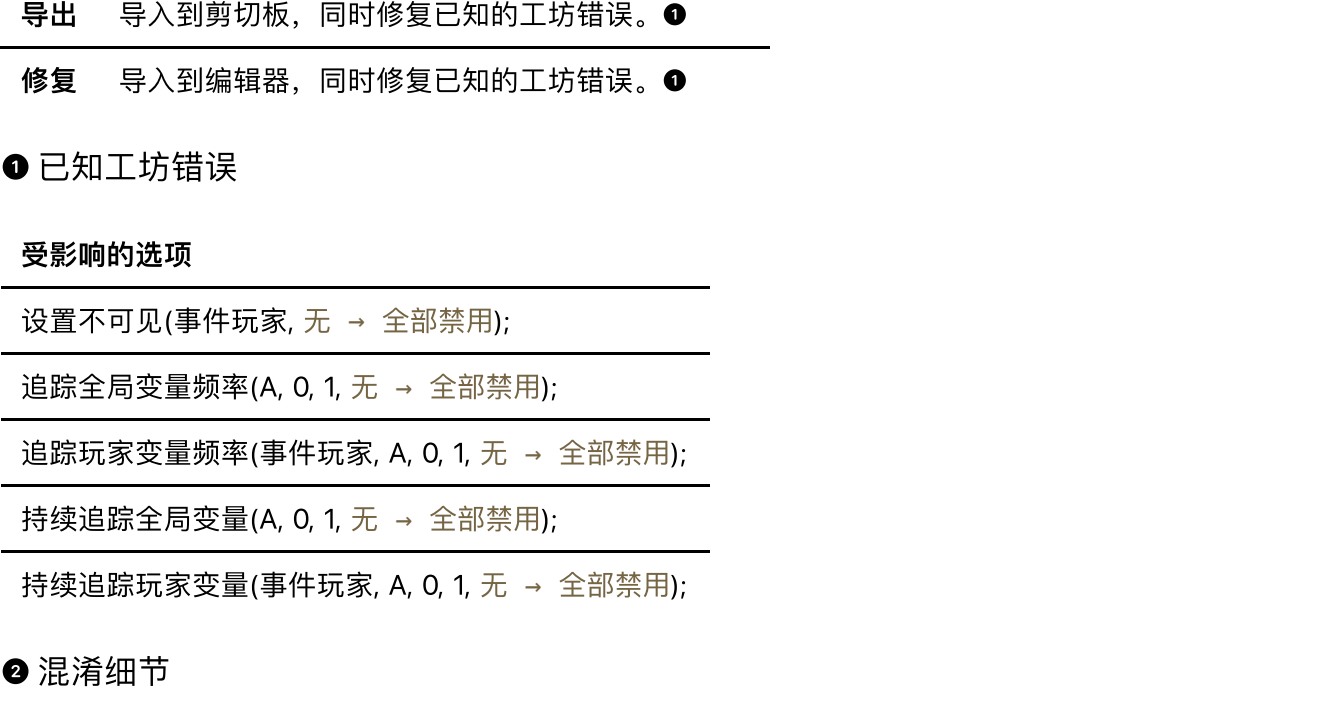 导出 导入到剪切板，同时修复已知的工坊错误。❶
修复 导入到编辑器，同时修复已知的工坊错误。❶
❶ 已知工坊错误
受影响的选项
设置不可见(事件玩家, 无 → 全部禁用);
追踪全局变量频率(A, 0, 1, 无 → 全部禁用);
追踪玩家变量频率(事件玩家, A, 0, 1, 无 → 全部禁用);
持续追踪全局变量(A, 0, 1, 无 → 全部禁用);
持续追踪玩家变量(事件玩家, A, 0, 1, 无 → 全部禁用);
❷ 混淆细节